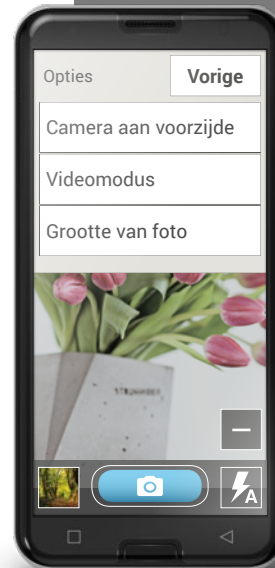 Opties
Vorige
Camera aan voorzijde
Videomodus
Grootte van foto
A